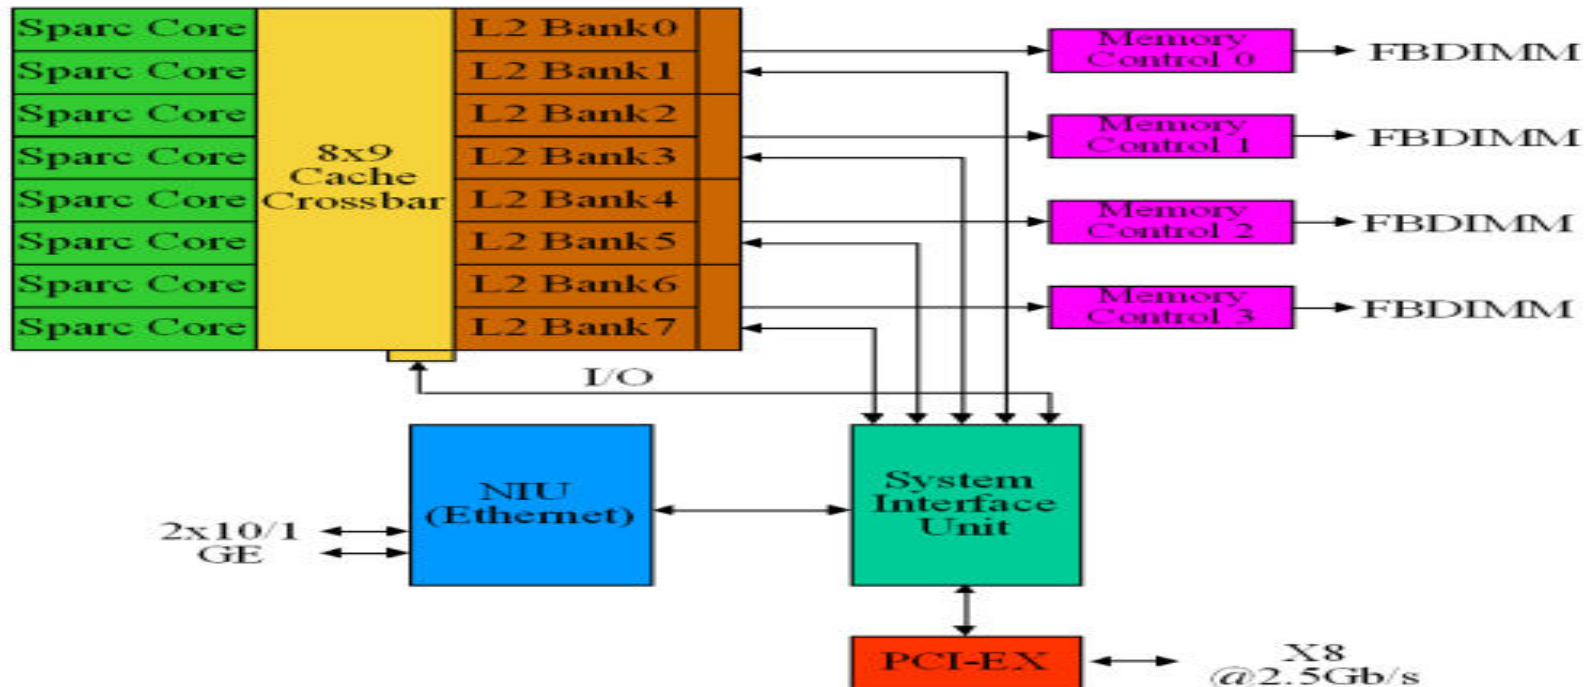 Sparc Core
Sparc Core
Sparc Core
Sparc Core
Sparc Core
Sparc Core
Sparc Core
Sparc Core
8x9
Cache
Crossbar
L2 Bank0
L2 Bank1
L2 Bank2
L2 Bank3
L2 Bank4
L2 Bank5
L2 Bank6
L2 Bank7
Memory
Control 0
FBDIMM
Memory
Control 1
FBDIMM
Memory
Control 2
FBDIMM
Memory
Control 3
FBDIMM
I/O
NIU
(Ethernet)
2x10/1
GE
System
Interface
Unit
PCI-EX
X8
@2.5Gb/s